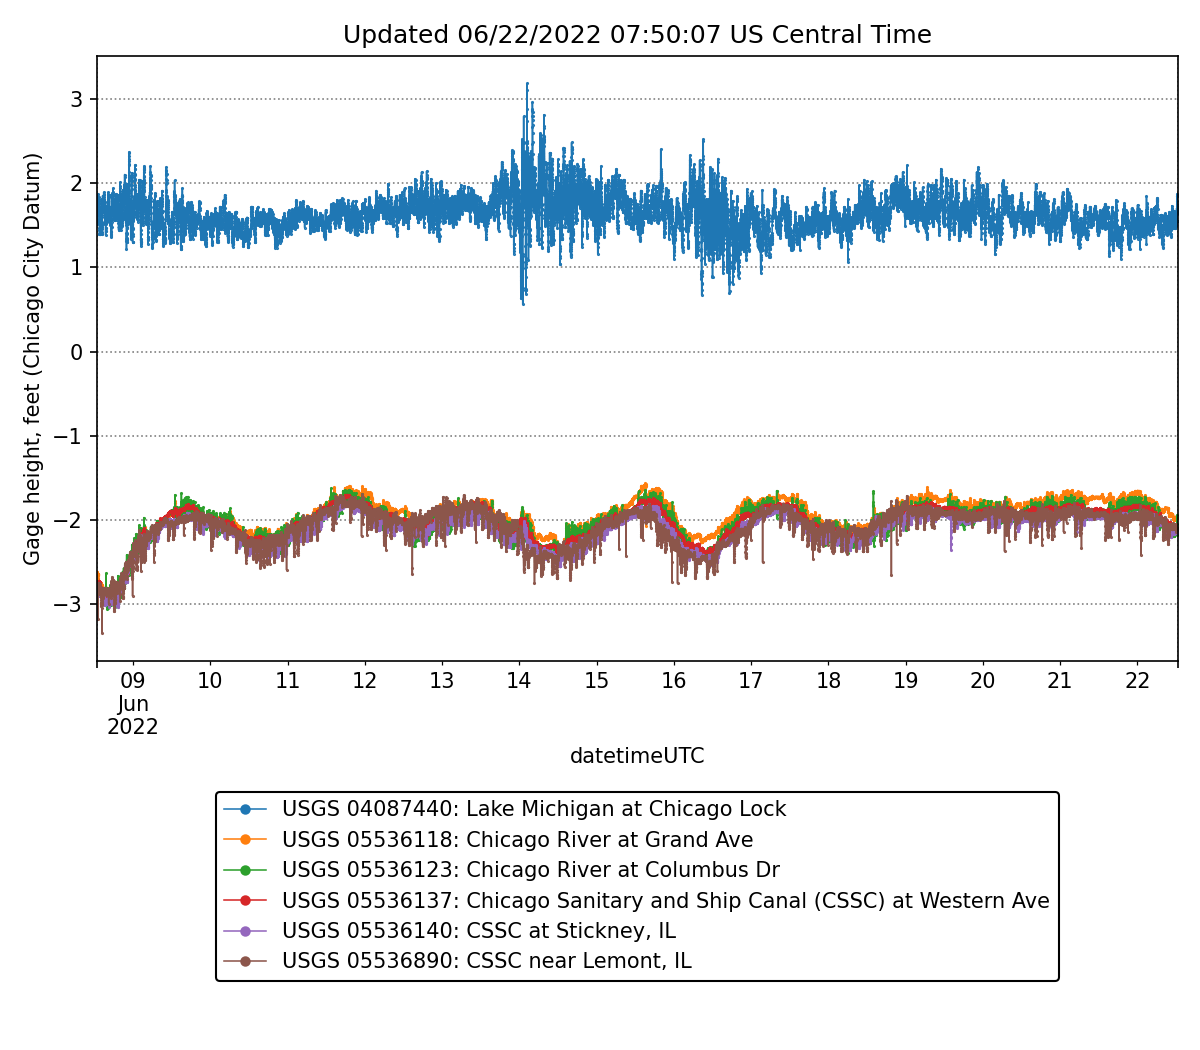 Updated 06/22/2022 07:50:07 US Central Time
Gage height, feet (Chicago City Datum)
3
2
1
0
−1
−2
−3
09 10 11 12 13 14 15 16 17 18 19 20 21 22
Jun
2022
datetimeUTC
USGS 04087440: Lake Michigan at Chicago Lock
USGS 05536118: Chicago River at Grand Ave
USGS 05536123: Chicago River at Columbus Dr
USGS 05536137: Chicago Sanitary and Ship Canal (CSSC) at Western Ave
USGS 05536140: CSSC at Stickney, IL
USGS 05536890: CSSC near Lemont, IL